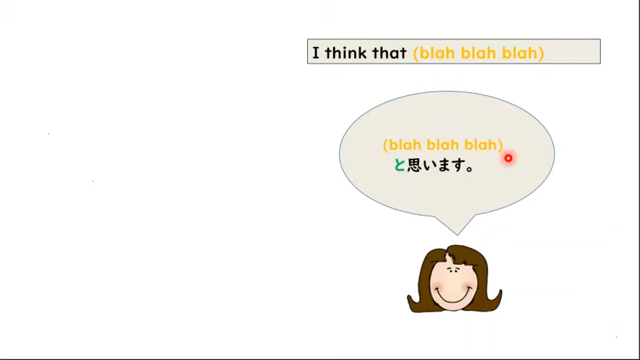 I think that (blah blah blah)
(blah blah blah)
と思います。